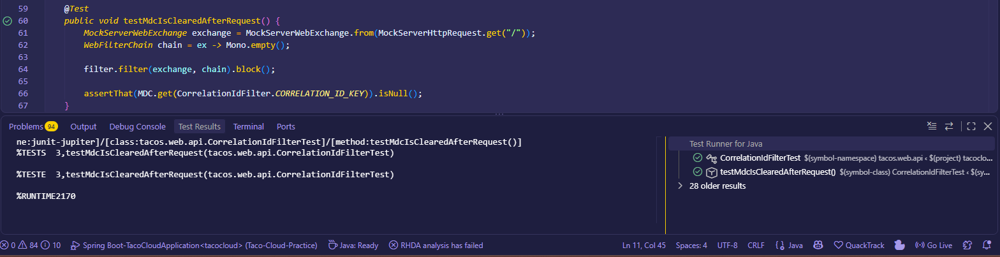 59 @Test
60 public void testMdcIsClearedAfterRequest() {
61 MockServerWebExchange exchange = MockServerWebExchange.from(MockServerHttpRequest.get("/"));
62 WebFilterChain chain = ex -> Mono.empty();
63
64 filter.filter(exchange, chain).block();
65
66 assertThat(MDC.get(CorrelationIdFilter.CORRELATION_ID_KEY)).isNull();
67 }
Problems 94 Output Debug Console Test Results Terminal Ports
ne:junit-jupiter]/[class:tacos.web.api.CorrelationIdFilterTest]/[method:testMdcIsClearedAfterRequest()]
%TESTS 3,testMdcIsClearedAfterRequest(tacos.web.api.CorrelationIdFilterTest)
%TESTE 3,testMdcIsClearedAfterRequest(tacos.web.api.CorrelationIdFilterTest)
%RUNTIME2170
Test Runner for Java
CorrelationIdFilterTest $(symbol-namespace) tacos.web.api < $(project) tacoclo...
testMdcIsClearedAfterRequest() $(symbol-class) CorrelationIdFilterTest < $(sy...
28 older results
0 84 10 Spring Boot-TacoCloudApplication<tacocloud> (Taco-Cloud-Practice) Java: Ready RHDA analysis has failed Ln 11, Col 45 Spaces: 4 UTF-8 CRLF Java QuackTrack Go Live